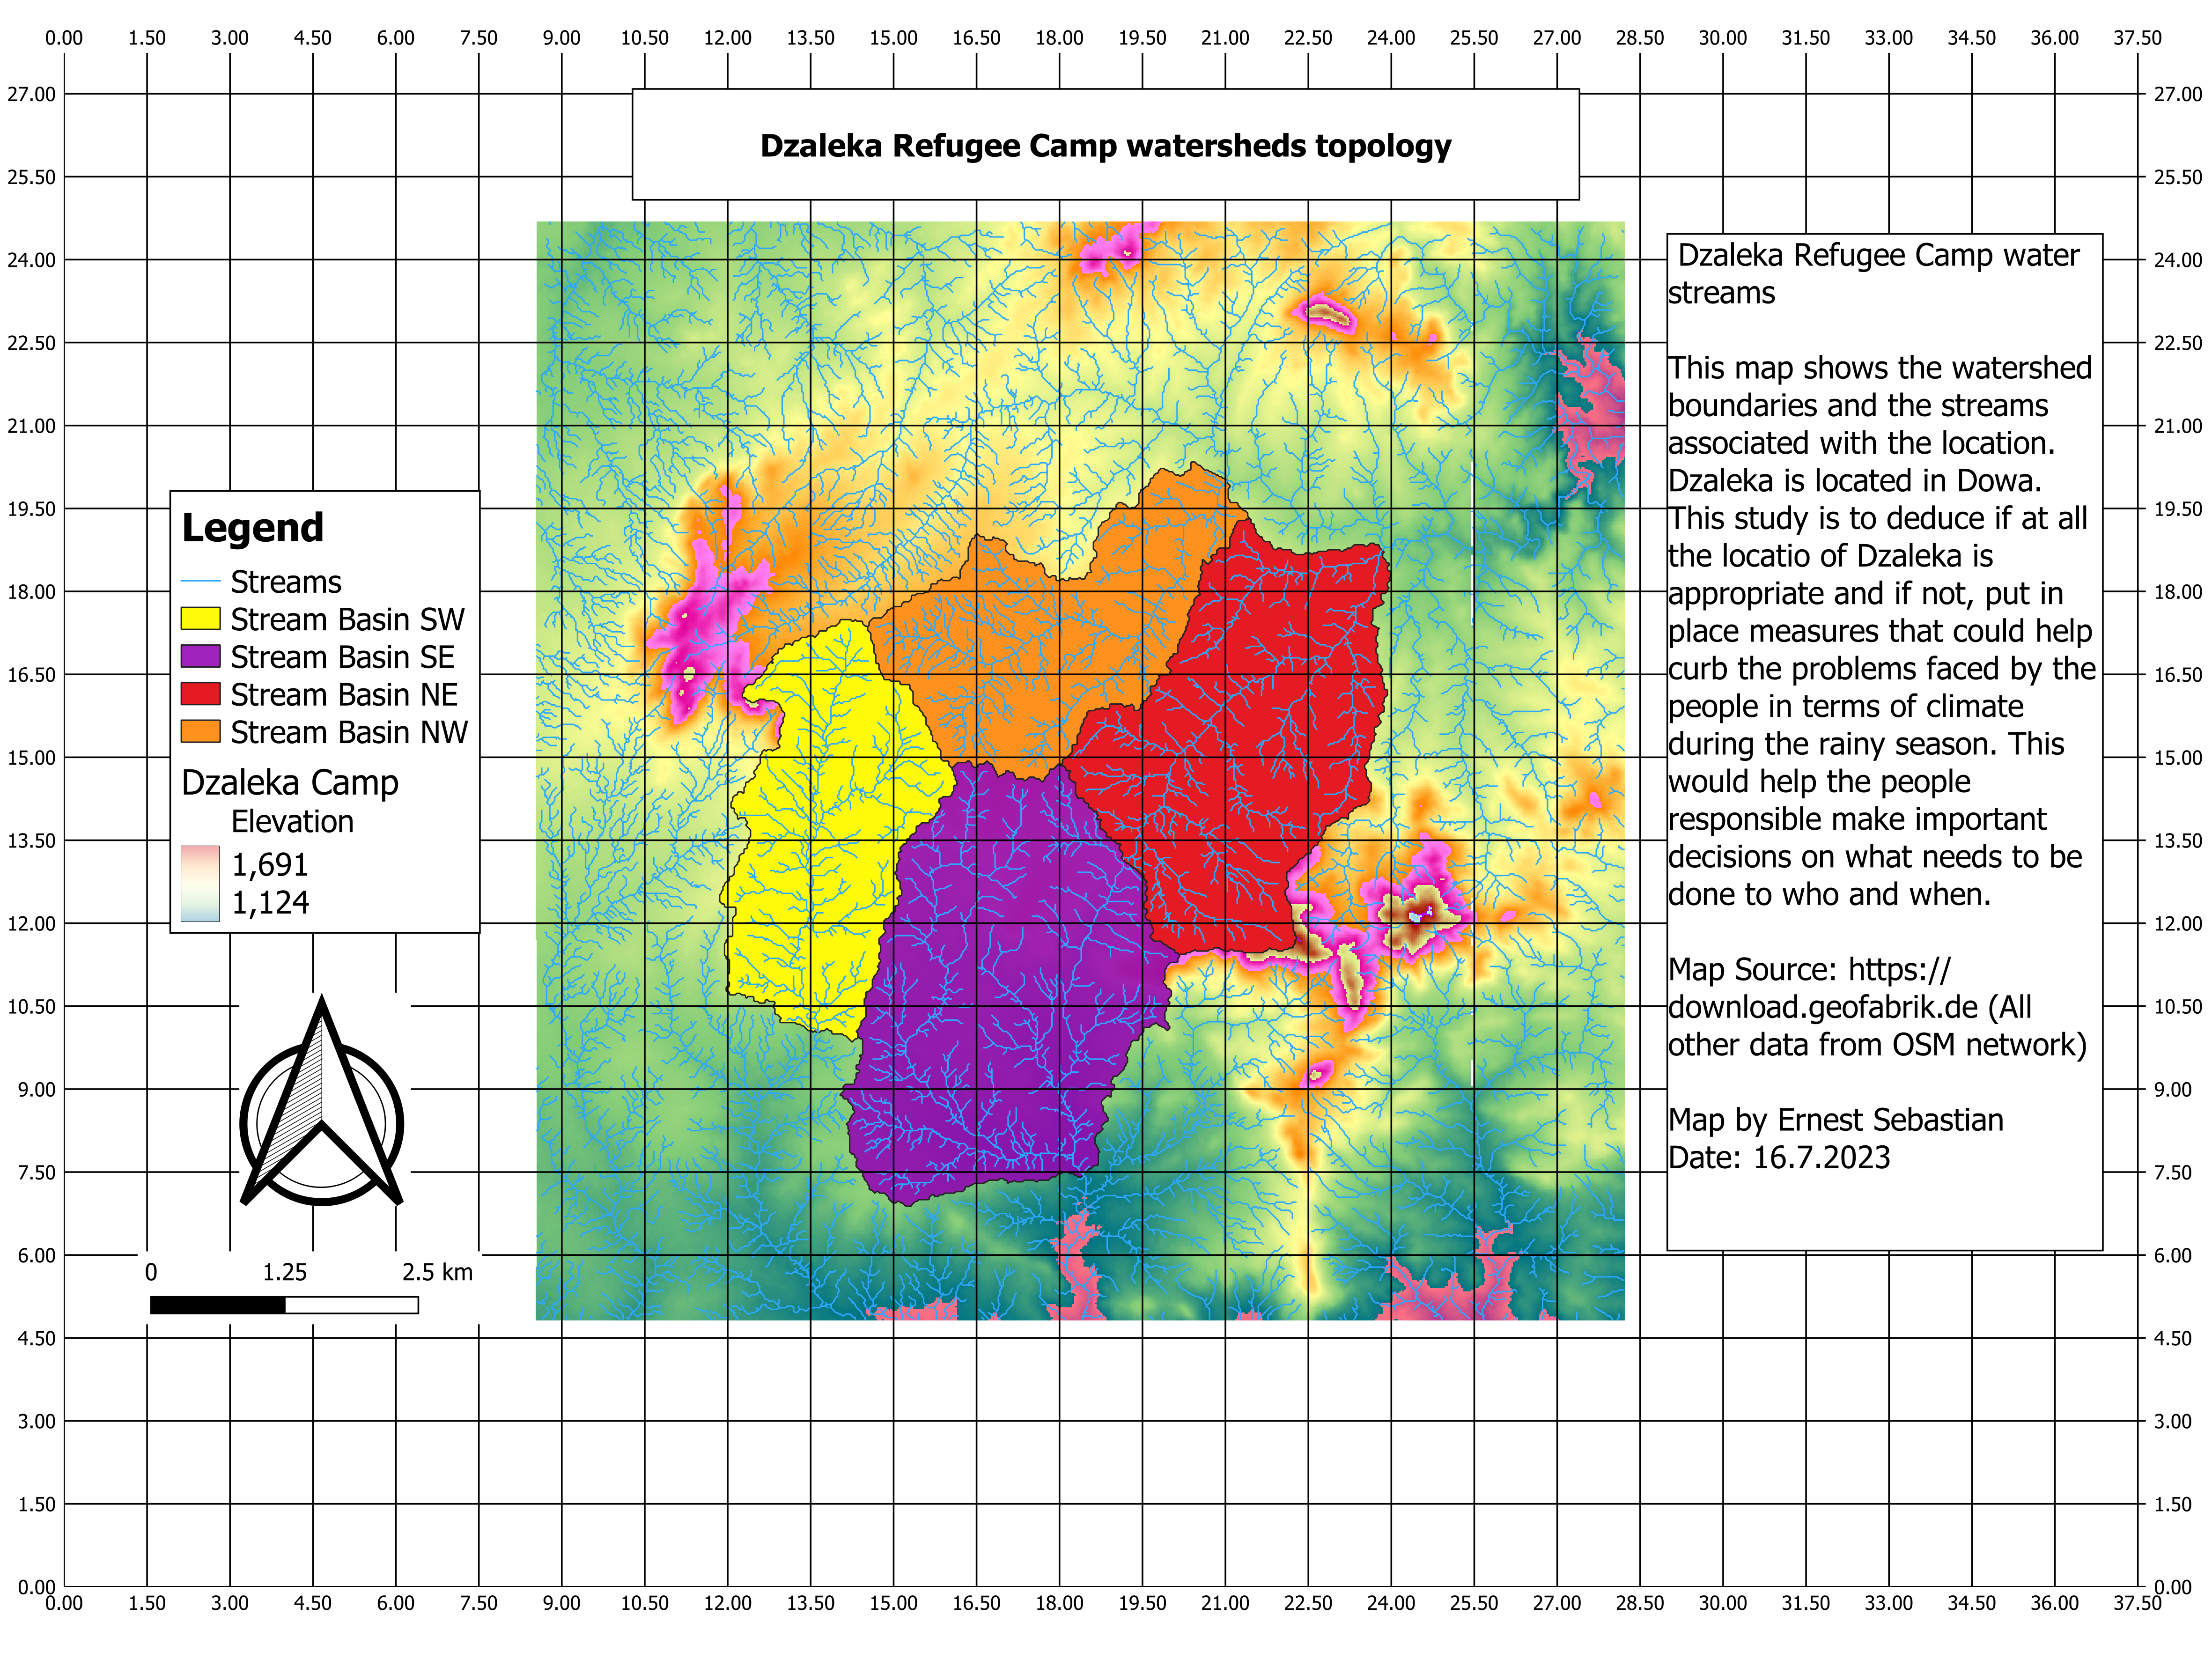 0.00 1.50 3.00 4.50 6.00 7.50 9.00 10.50 12.00 13.50 15.00 16.50 18.00 19.50 21.00 22.50 24.00 25.50 27.00 28.50 30.00 31.50 33.00 34.50 36.00 37.50
27.00 27.00
Dzaleka Refugee Camp watersheds topology
25.50 25.50
24.00 24.00
22.50 22.50
21.00 21.00
19.50 19.50
18.00 18.00
16.50 16.50
15.00 15.00
13.50 13.50
12.00 12.00
10.50 10.50
9.00 9.00
7.50 7.50
6.00 6.00
4.50 4.50
3.00 3.00
1.50 1.50
0.00 0.00
Legend
Streams
Stream Basin SW
Stream Basin SE
Stream Basin NE
Stream Basin NW
Dzaleka Camp
Elevation
1,691
1,124
0 1.25 2.5 km
Dzaleka Refugee Camp water
streams
This map shows the watershed
boundaries and the streams
associated with the location.
Dzaleka is located in Dowa.
This study is to deduce if at all
the locatio of Dzaleka is
appropriate and if not, put in
place measures that could help
curb the problems faced by the
people in terms of climate
during the rainy season. This
would help the people
responsible make important
decisions on what needs to be
done to who and when.
Map Source: https://
download.geofabrik.de (All
other data from OSM network)
Map by Ernest Sebastian
Date: 16.7.2023
0.00 1.50 3.00 4.50 6.00 7.50 9.00 10.50 12.00 13.50 15.00 16.50 18.00 19.50 21.00 22.50 24.00 25.50 27.00 28.50 30.00 31.50 33.00 34.50 36.00 37.50